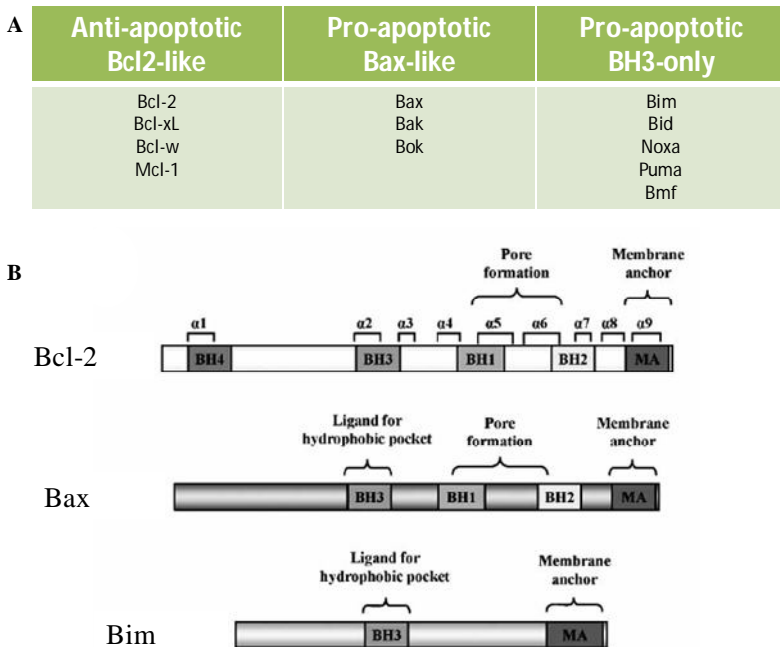 A
Anti-apoptotic Bcl2-like
Pro-apoptotic Bax-like
Pro-apoptotic BH3-only
Bcl-2 Bax Bim
Bcl-xL Bak Bid
Bcl-w Bok Noxa
Mcl-1 Puma
Bmf
B
Pore formation
Membrane anchor
α1 α2 α3 α4 α5 α6 α7 α8 α9
Bcl-2 BH4 BH3 BH1 BH2 MA
Ligand for hydrophobic pocket
Pore formation
Membrane anchor
Bax BH3 BH1 BH2 MA
Ligand for hydrophobic pocket
Membrane anchor
Bim BH3 MA